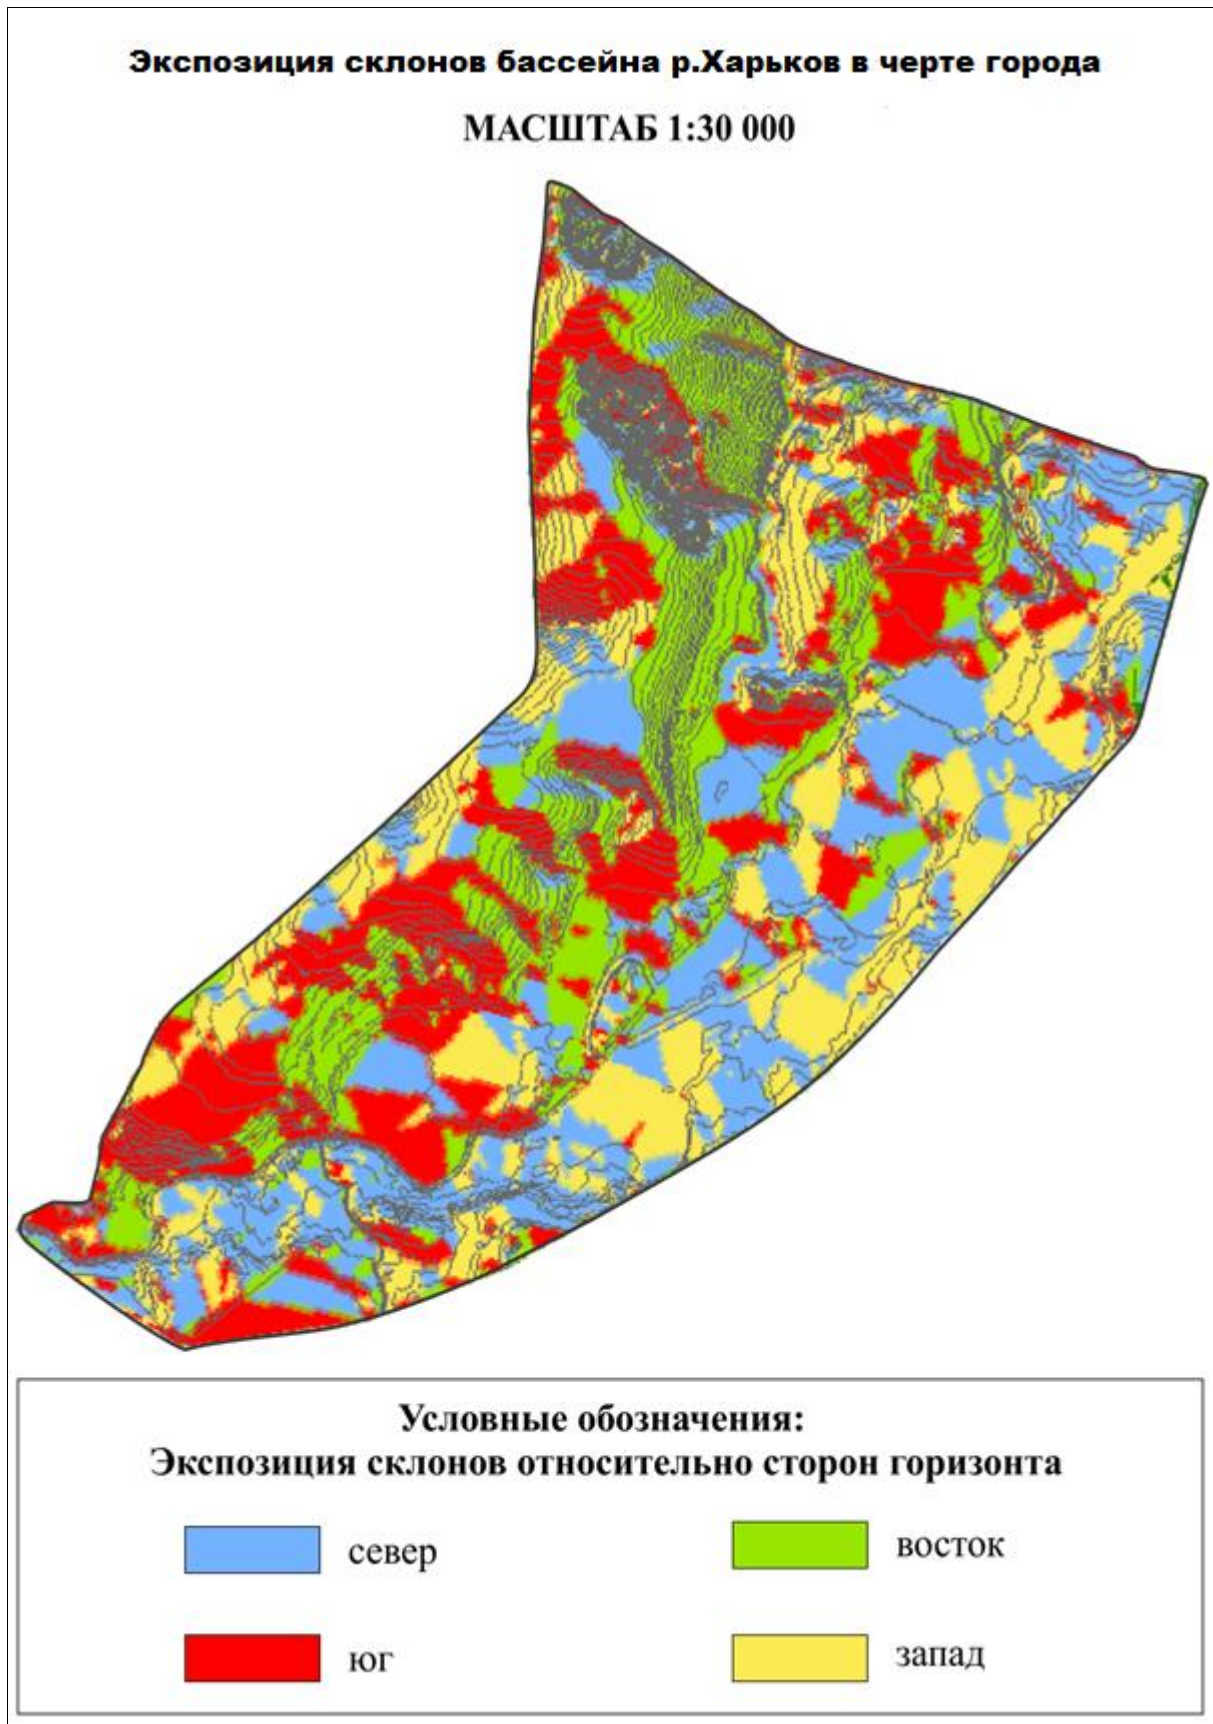 Экспозиция склонов бассейна р.Харьков в черте города
МАСШТАБ 1:30 000
Условные обозначения:
Экспозиция склонов относительно сторон горизонта
север
восток
юг
запад